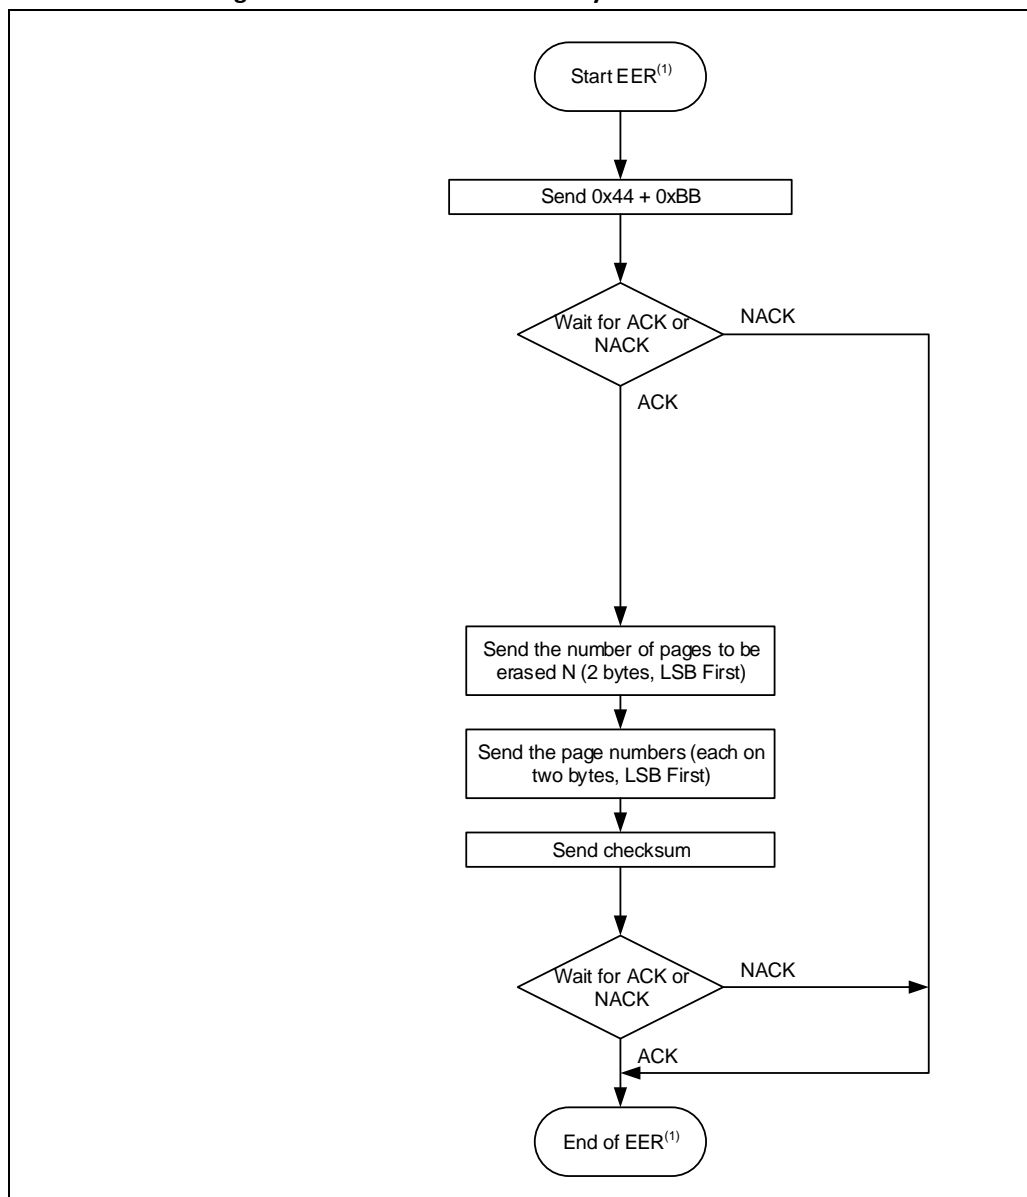 Start EER(1)
Send 0x44 + 0xBB
Wait for ACK or
NACK
NACK
ACK
Send the number of pages to be
erased N (2 bytes, LSB First)
Send the page numbers (each on
two bytes, LSB First)
Send checksum
Wait for ACK or
NACK
NACK
ACK
End of EER(1)